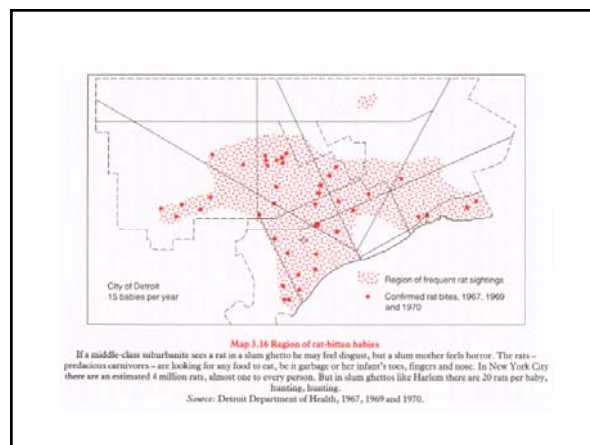 City of Detroit
15 babies per year
Region of frequent rat sightings
Confirmed rat bites, 1967, 1969
and 1970
Map 3.16 Region of rat-bitten babies
If a middle-class suburbanite sees a rat in a slum ghetto he may feel disgust, but a slum mother feels horror. The rats –
predacious carnivores – are looking for any food to eat, be it garbage or her infant's toes, fingers and nose. In New York City
there are an estimated 4 million rats, almost one to every person. But in slum ghettos like Harlem there are 20 rats per baby,
hunting, hunting.
Source: Detroit Department of Health, 1967, 1969 and 1970.